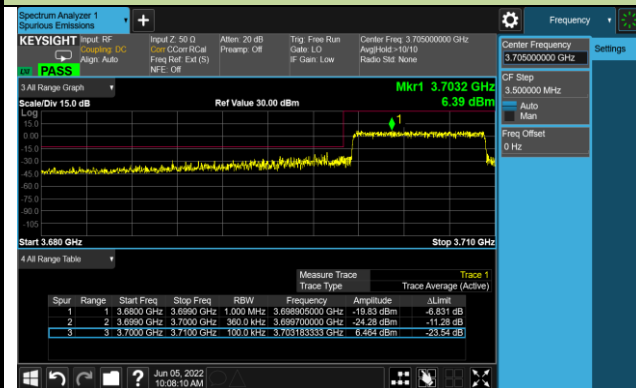 Spectrum Analyzer 1
Spurious Emissions
Frequency
KEYSIGHT
Input: RF
Coupling: DC
Align: Auto
Input Z: 50 Ω
Corr CCorr RCal
Freq Ref: Ext (S)
NFE: Off
Atten: 20 dB
Preamp: Off
Trig: Free Run
Gate: LO
IF Gain: Low
Center Freq: 3.705000000 GHz
Avg|Hold:>10/10
Radio Std: None
PASS
Center Frequency
3.705000000 GHz
Settings
CF Step
3.500000 MHz
Auto
Man
Freq Offset
0 Hz
3 All Range Graph
Mkr1 3.7032 GHz
Scale/Div 15.0 dB
Ref Value 30.00 dBm
6.39 dBm
Log
15.0
0.00
-15.0
-30.0
-45.0
-60.0
-75.0
-90.0
-105
1
Start 3.680 GHz
Stop 3.710 GHz
4 All Range Table
Measure Trace Trace 1
Trace Type Trace Average (Active)
Spur Range Start Freq Stop Freq RBW Frequency Amplitude ΔLimit
1 1 3.6800 GHz 3.6990 GHz 1.000 MHz 3.698905000 GHz -19.83 dBm -6.831 dB
2 2 3.6990 GHz 3.7000 GHz 360.0 kHz 3.699700000 GHz -24.28 dBm -11.28 dB
3 3 3.7000 GHz 3.7100 GHz 100.0 kHz 3.703183333 GHz 6.464 dBm -23.54 dB
?
Jun 05, 2022
10:08:10 AM